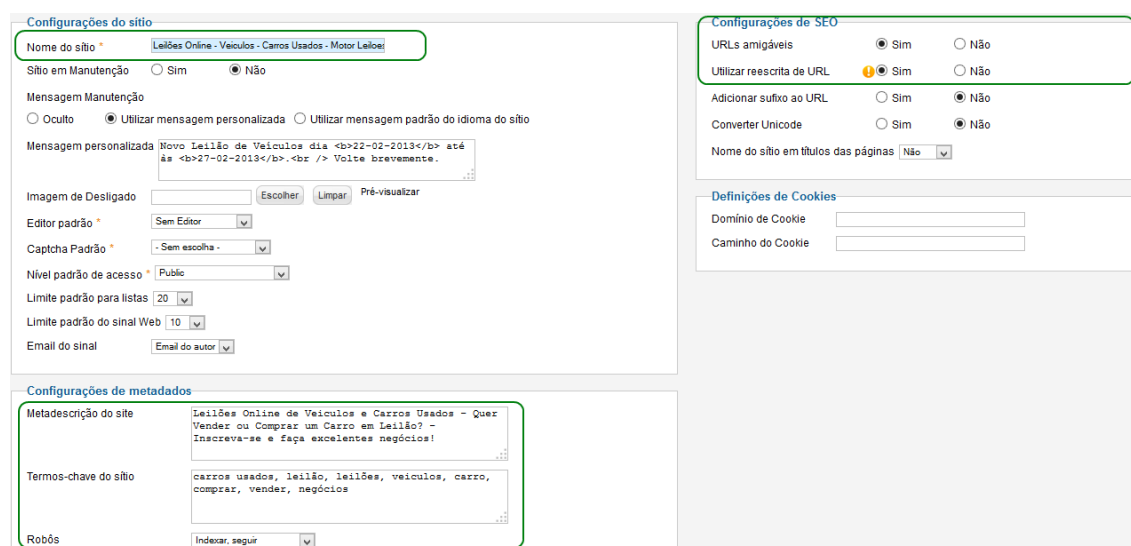 Configurações do sítio
Nome do sítio * Leilões Online - Veiculos - Carros Usados - Motor Leiloes
Sítio em Manutenção Sim Não
Mensagem Manutenção
Oculto Utilizar mensagem personalizada Utilizar mensagem padrão do idioma do sítio
Mensagem personalizada Novo Leilão de Veículos dia <b>22-02-2013</b> até
às <b>27-02-2013</b>.<br /> Volte brevemente.
Imagem de Desligado Escolher Limpar Pré-visualizar
Editor padrão * Sem Editor
Captcha Padrão * - Sem escolha -
Nível padrão de acesso * Public
Limite padrão para listas 20
Limite padrão do sinal Web 10
Email do sinal Email do autor
Configurações de metadados
Metadescrição do site Leilões Online de Veiculos e Carros Usados - Quer
Vender ou Comprar um Carro em Leilão? -
Inscreva-se e faça excelentes negócios!
Termos-chave do sítio carros usados, leilão, leilões, veiculos, carro,
comprar, vender, negócios
Robôs Indexar, seguir
Configurações de SEO
URLs amigáveis Sim Não
Utilizar reescrita de URL Sim Não
Adicionar sufixo ao URL Sim Não
Converter Unicode Sim Não
Nome do sítio em títulos das páginas Não
Definições de Cookies
Domínio de Cookie
Caminho do Cookie